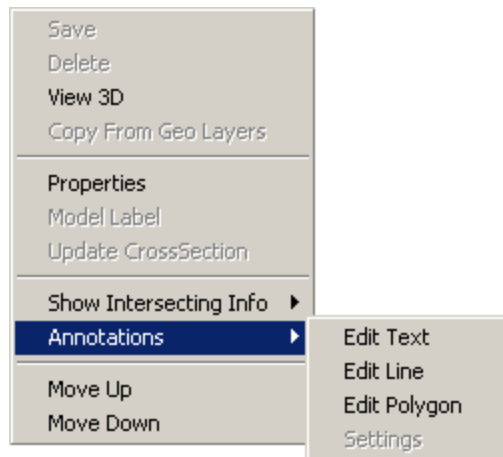 Save
Delete
View 3D
Copy From Geo Layers
Properties
Model Label
Update CrossSection
Show Intersecting Info
Annotations
Move Up
Move Down
Edit Text
Edit Line
Edit Polygon
Settings